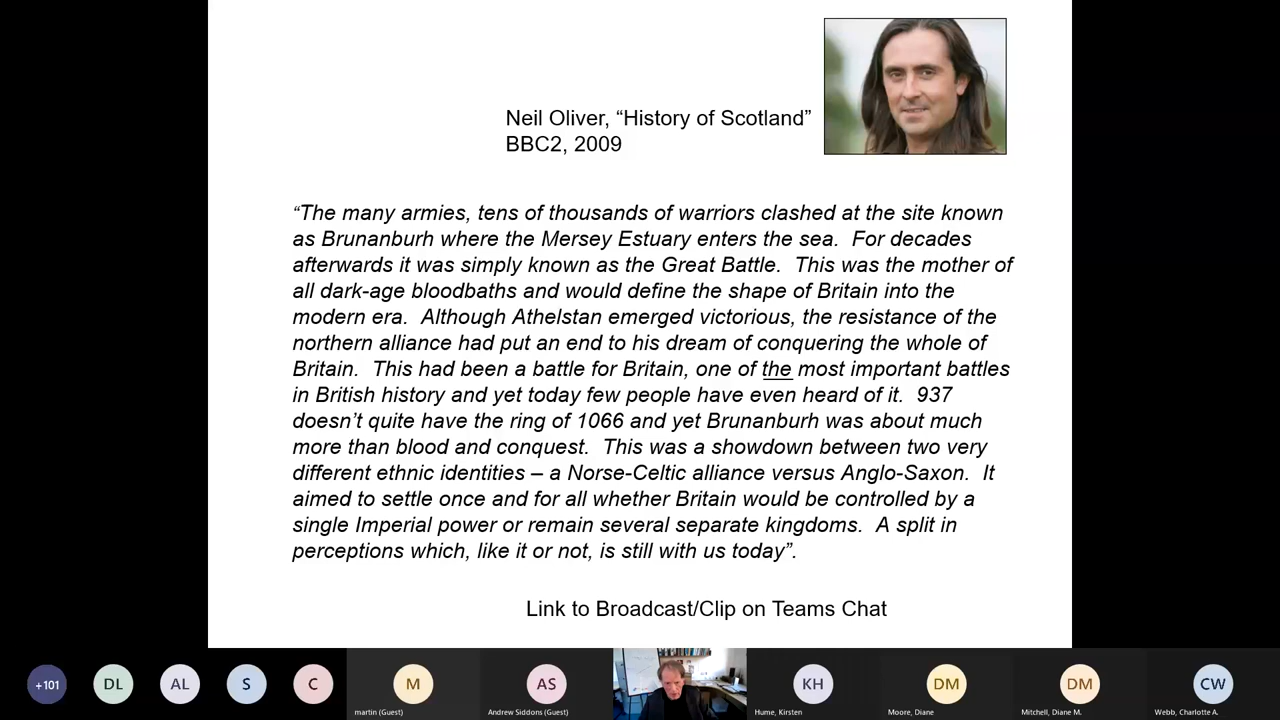 Neil Oliver, “History of Scotland”
BBC2, 2009
“The many armies, tens of thousands of warriors clashed at the site known
as Brunanburh where the Mersey Estuary enters the sea.  For decades
afterwards it was simply known as the Great Battle.  This was the mother of
all dark-age bloodbaths and would define the shape of Britain into the
modern era.  Although Athelstan emerged victorious, the resistance of the
northern alliance had put an end to his dream of conquering the whole of
Britain.  This had been a battle for Britain, one of the most important battles
in British history and yet today few people have even heard of it.  937
doesn’t quite have the ring of 1066 and yet Brunanburh was about much
more than blood and conquest.  This was a showdown between two very
different ethnic identities – a Norse-Celtic alliance versus Anglo-Saxon.  It
aimed to settle once and for all whether Britain would be controlled by a
single Imperial power or remain several separate kingdoms.  A split in
perceptions which, like it or not, is still with us today”.
Link to Broadcast/Clip on Teams Chat
+101 DL AL S C M AS KH DM DM CW
martin (Guest) Andrew Siddons (Guest) Hume, Kirsten Moore, Diane Mitchell, Diane M. Webb, Charlotte A.